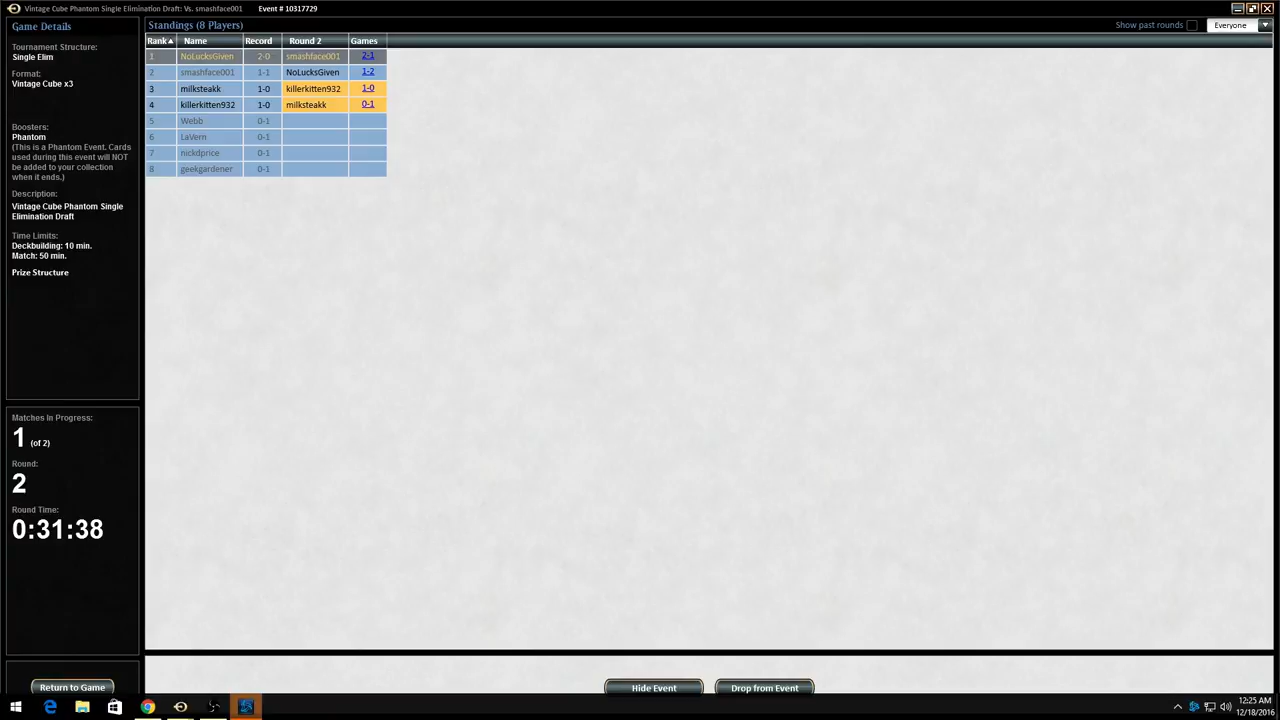 Vintage Cube Phantom Single Elimination Draft: Vs. smashface001 Event # 10317729
Game Details
Tournament Structure:
Single Elim
Format:
Vintage Cube x3
Boosters:
Phantom
(This is a Phantom Event. Cards
used during this event will NOT
be added to your collection
when it ends.)
Description:
Vintage Cube Phantom Single
Elimination Draft
Time Limits:
Deckbuilding: 10 min.
Match: 50 min.
Prize Structure
Matches In Progress:
1 (of 2)
Round:
2
Round Time:
0:31:38
Return to Game
Standings (8 Players) Show past rounds Everyone
Rank Name Record Round 2 Games
1 NoLucksGiven 2-0 smashface001 2-1
2 smashface001 1-1 NoLucksGiven 1-2
3 milksteakk 1-0 killerkitten932 1-0
4 killerkitten932 1-0 milksteakk 0-1
5 Webb 0-1
6 LaVern 0-1
7 nickdprice 0-1
8 geekgardener 0-1
Hide Event Drop from Event
12:25 AM
12/18/2016